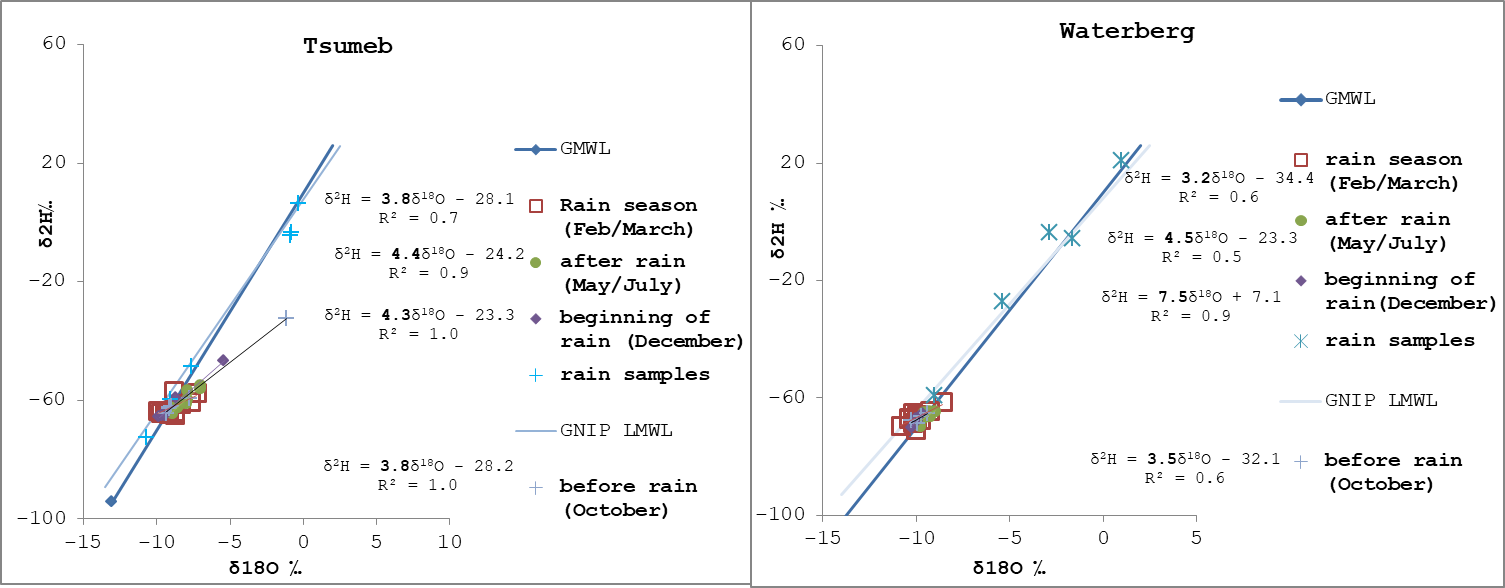 Tsumeb
60
20
−20
−60
−100
−15
−10
−5
0
5
10
δ2H‰
δ18O ‰
δ²H = 3.8δ¹⁸O − 28.1
R² = 0.7
δ²H = 4.4δ¹⁸O − 24.2
R² = 0.9
δ²H = 4.3δ¹⁸O − 23.3
R² = 1.0
δ²H = 3.8δ¹⁸O − 28.2
R² = 1.0
GMWL
Rain season
(Feb/March)
after rain
(May/July)
beginning of
rain (December)
rain samples
GNIP LMWL
before rain
(October)
Waterberg
60
20
−20
−60
−100
−15
−10
−5
0
5
δ2H ‰
δ18O ‰
δ²H = 3.2δ¹⁸O − 34.4
R² = 0.6
δ²H = 4.5δ¹⁸O − 23.3
R² = 0.5
δ²H = 7.5δ¹⁸O + 7.1
R² = 0.9
δ²H = 3.5δ¹⁸O − 32.1
R² = 0.6
GMWL
rain season
(Feb/March)
after rain
(May/July)
beginning of
rain(December)
rain samples
GNIP LMWL
before rain
(October)